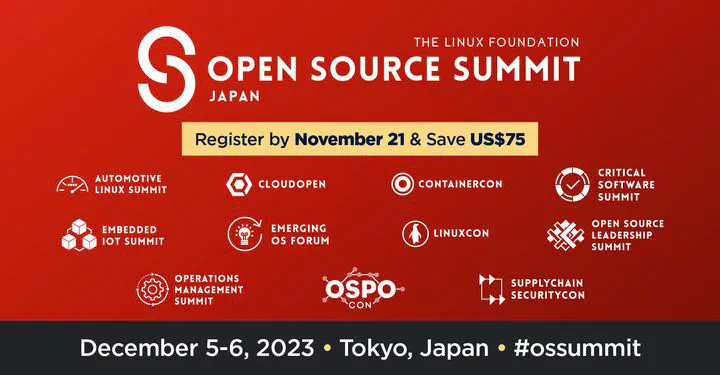 THE LINUX FOUNDATION
OPEN SOURCE SUMMIT
JAPAN
Register by November 21 & Save US$75
AUTOMOTIVE
LINUX SUMMIT
CLOUDOPEN
CONTAINERCON
CRITICAL
SOFTWARE
SUMMIT
EMBEDDED
IOT SUMMIT
EMERGING
OS FORUM
LINUXCON
OPEN SOURCE
LEADERSHIP
SUMMIT
OPERATIONS
MANAGEMENT
SUMMIT
OSPO
CON
SUPPLYCHAIN
SECURITYCON
December 5-6, 2023 • Tokyo, Japan • #ossummit